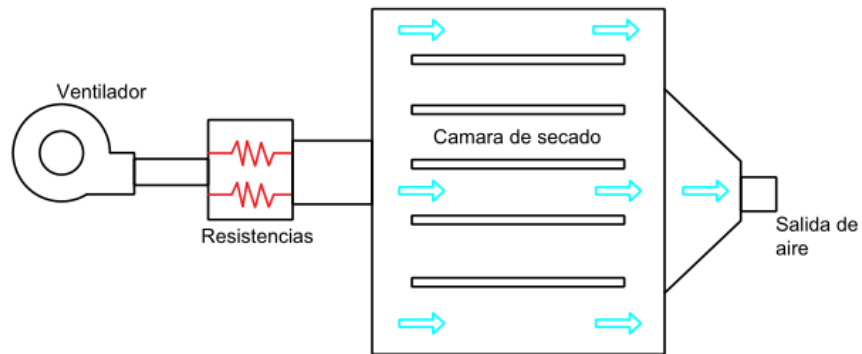 Ventilador
Resistencias
Camara de secado
Salida de
aire